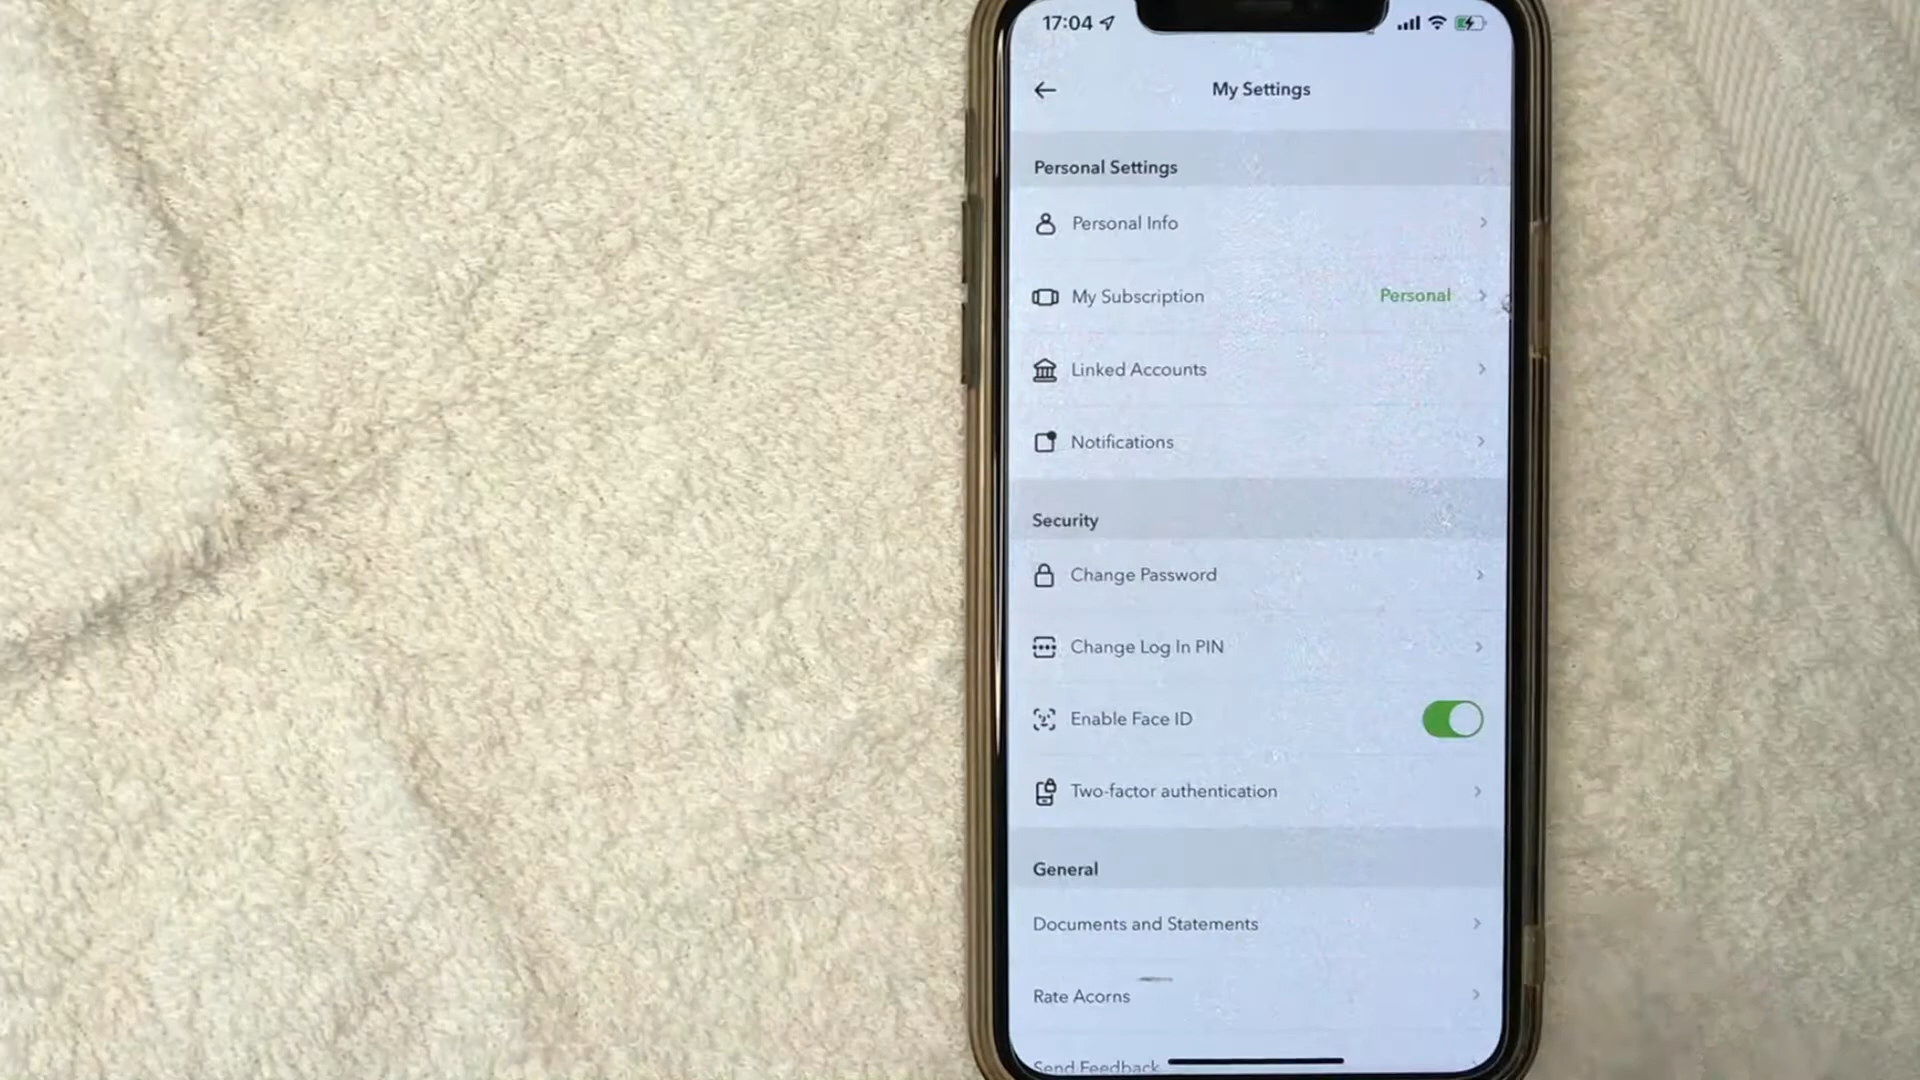 17:04
My Settings
Personal Settings
Personal Info
My Subscription Personal
Linked Accounts
Notifications
Security
Change Password
Change Log In PIN
Enable Face ID
Two-factor authentication
General
Documents and Statements
Rate Acorns
Send Feedback